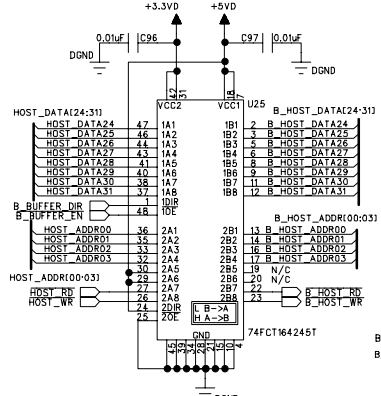 +3.3VD +5VD
0.01uF C96 C97 0.01uF
DGND DGND
42 31 18 7
VCC2 VCC1 U25
HOST_DATA[24:31] B_HOST_DATA[24:31]
HOST_DATA24 47 1A1 1B1 2 B_HOST_DATA24
HOST_DATA25 46 1A2 1B2 3 B_HOST_DATA25
HOST_DATA26 44 1A3 1B3 5 B_HOST_DATA26
HOST_DATA27 43 1A4 1B4 6 B_HOST_DATA27
HOST_DATA28 41 1A5 1B5 8 B_HOST_DATA28
HOST_DATA29 40 1A6 1B6 9 B_HOST_DATA29
HOST_DATA30 38 1A7 1B7 11 B_HOST_DATA30
HOST_DATA31 37 1A8 1B8 12 B_HOST_DATA31
B_BUFFER_DIR 1 1DIR
B_BUFFER_EN 48 1OE
B_HOST_ADDR[00:03]
HOST_ADDR00 36 2A1 2B1 13 B_HOST_ADDR00
HOST_ADDR01 35 2A2 2B2 14 B_HOST_ADDR01
HOST_ADDR02 33 2A3 2B3 16 B_HOST_ADDR02
HOST_ADDR03 32 2A4 2B4 17 B_HOST_ADDR03
30 2A5 2B5 19 N/C
HOST_ADDR[00:03] 29 2A6 2B6 20 N/C
HOST_RD 27 2A7 2B7 22 B_HOST_RD
HOST_WR 26 2A8 2B8 23 B_HOST_WR
24 2DIR L B->A
25 2OE H A->B
GND 74FCT164245T
45 39 34 28 21 15 10 4
B
B
DGND